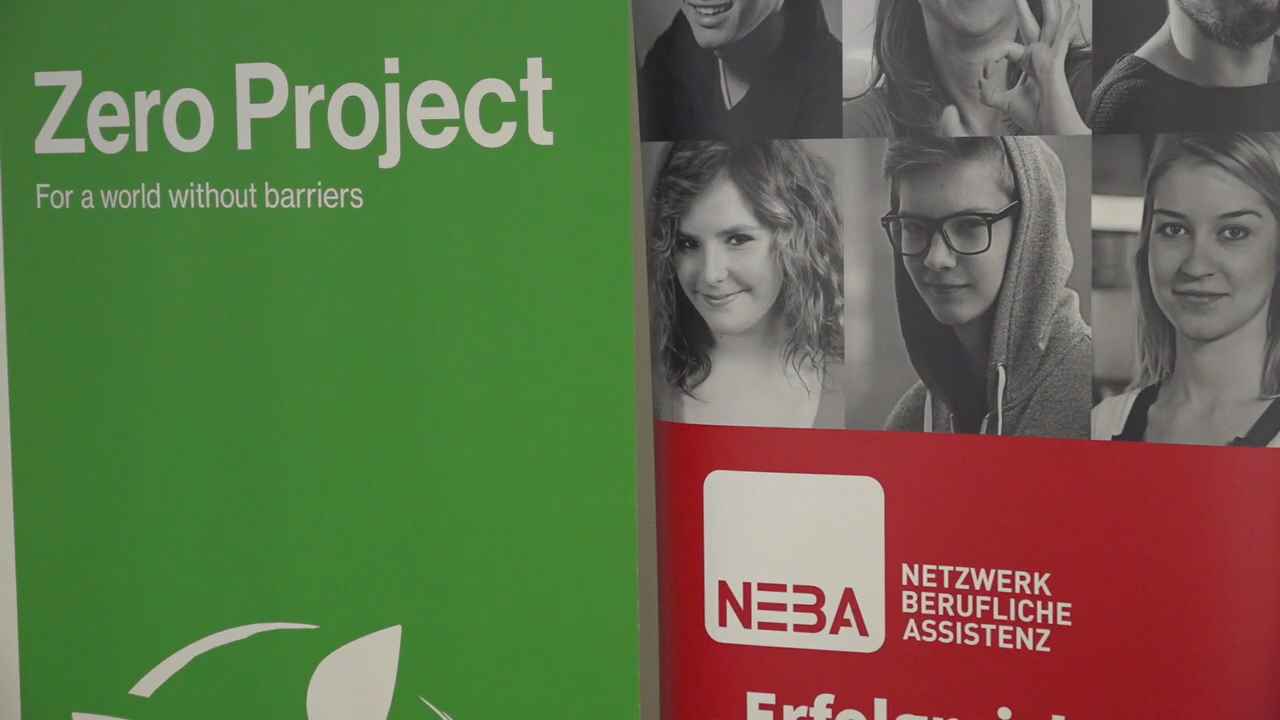 Zero Project
For a world without barriers
NEBA
NETZWERK
BERUFLICHE
ASSISTENZ